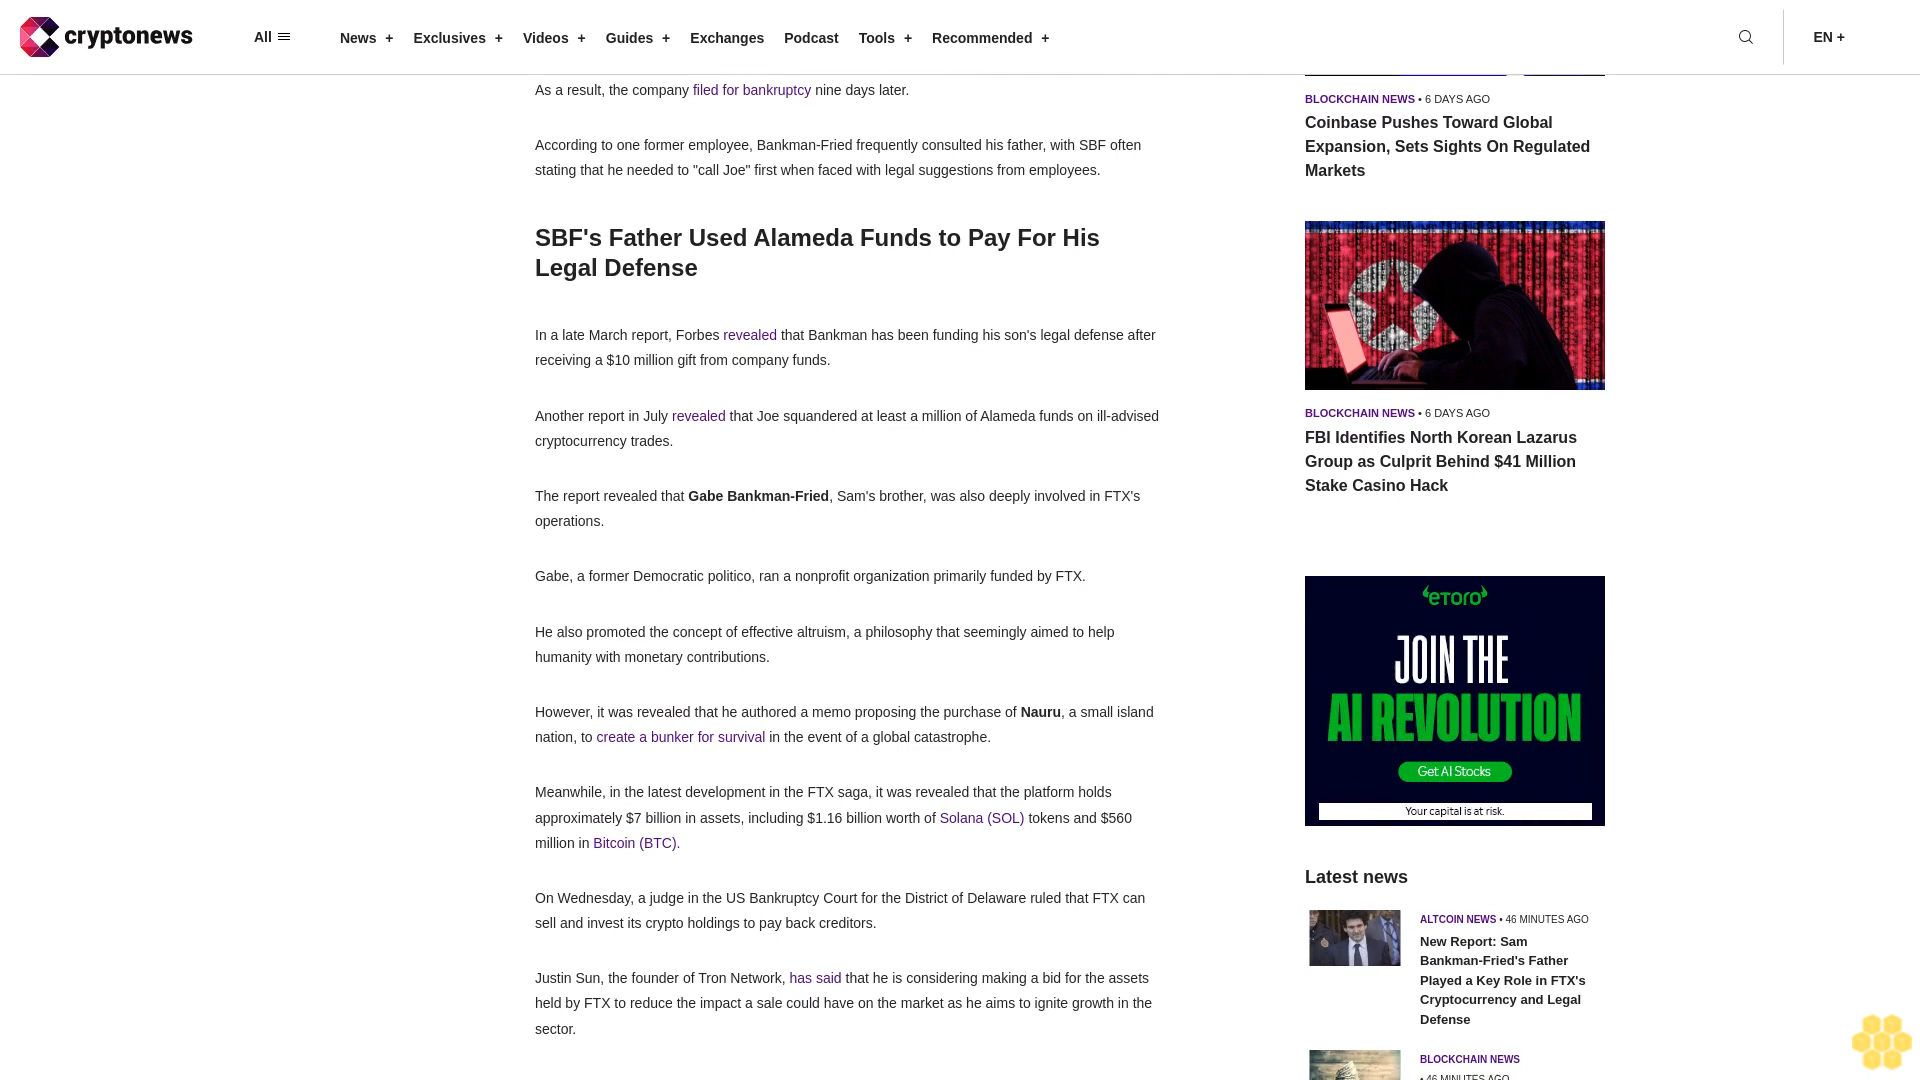 cryptonews
All
News +
Exclusives +
Videos +
Guides +
Exchanges
Podcast
Tools +
Recommended +
EN +
As a result, the company filed for bankruptcy nine days later.
According to one former employee, Bankman-Fried frequently consulted his father, with SBF often
stating that he needed to "call Joe" first when faced with legal suggestions from employees.
SBF's Father Used Alameda Funds to Pay For His
Legal Defense
In a late March report, Forbes revealed that Bankman has been funding his son's legal defense after
receiving a $10 million gift from company funds.
Another report in July revealed that Joe squandered at least a million of Alameda funds on ill-advised
cryptocurrency trades.
The report revealed that Gabe Bankman-Fried, Sam's brother, was also deeply involved in FTX's
operations.
Gabe, a former Democratic politico, ran a nonprofit organization primarily funded by FTX.
He also promoted the concept of effective altruism, a philosophy that seemingly aimed to help
humanity with monetary contributions.
However, it was revealed that he authored a memo proposing the purchase of Nauru, a small island
nation, to create a bunker for survival in the event of a global catastrophe.
Meanwhile, in the latest development in the FTX saga, it was revealed that the platform holds
approximately $7 billion in assets, including $1.16 billion worth of Solana (SOL) tokens and $560
million in Bitcoin (BTC).
On Wednesday, a judge in the US Bankruptcy Court for the District of Delaware ruled that FTX can
sell and invest its crypto holdings to pay back creditors.
Justin Sun, the founder of Tron Network, has said that he is considering making a bid for the assets
held by FTX to reduce the impact a sale could have on the market as he aims to ignite growth in the
sector.
BLOCKCHAIN NEWS • 6 DAYS AGO
Coinbase Pushes Toward Global
Expansion, Sets Sights On Regulated
Markets
BLOCKCHAIN NEWS • 6 DAYS AGO
FBI Identifies North Korean Lazarus
Group as Culprit Behind $41 Million
Stake Casino Hack
eToro
JOIN THE
AI REVOLUTION
Get AI Stocks
Your capital is at risk.
Latest news
ALTCOIN NEWS • 46 MINUTES AGO
New Report: Sam
Bankman-Fried's Father
Played a Key Role in FTX's
Cryptocurrency and Legal
Defense
BLOCKCHAIN NEWS
• 46 MINUTES AGO